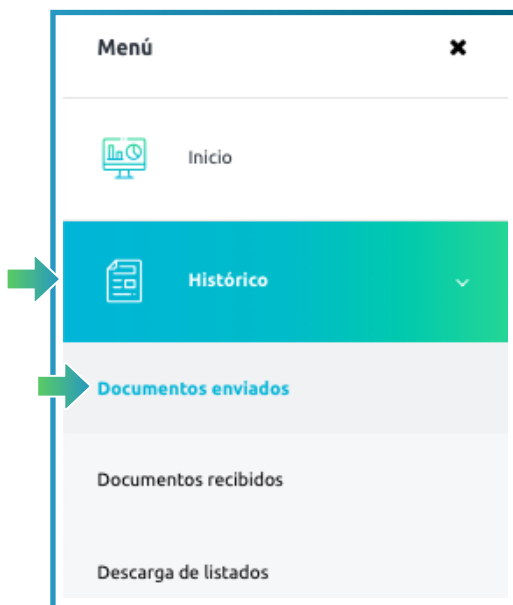 Menú
Inicio
Histórico
Documentos enviados
Documentos recibidos
Descarga de listados